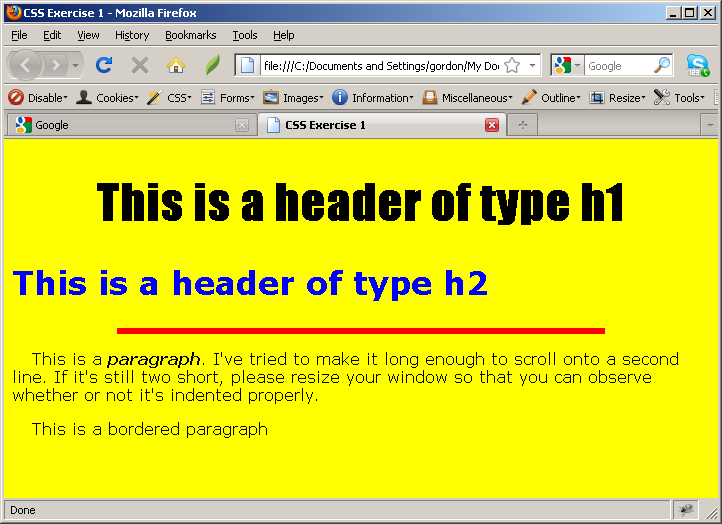 CSS Exercise 1 - Mozilla Firefox
File Edit View History Bookmarks Tools Help
file:///C:/Documents and Settings/gordon/My Doc Google
Disable Cookies CSS Forms Images Information Miscellaneous Outline Resize Tools
Google CSS Exercise 1
This is a header of type h1
This is a header of type h2
This is a paragraph. I've tried to make it long enough to scroll onto a second
line. If it's still two short, please resize your window so that you can observe
whether or not it's indented properly.
This is a bordered paragraph
Done